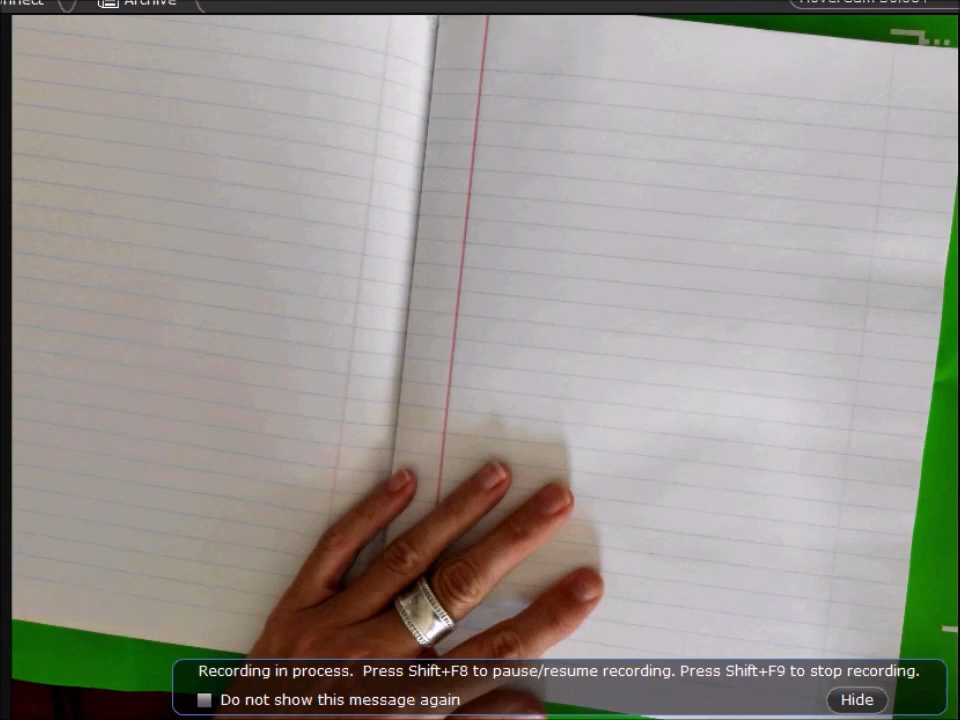 Archive
Recording in process. Press Shift+F8 to pause/resume recording. Press Shift+F9 to stop recording.
Do not show this message again
Hide